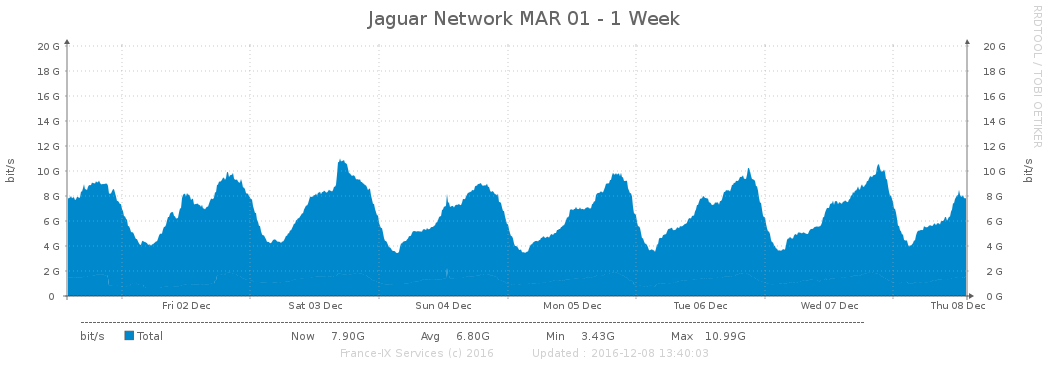 Jaguar Network MAR 01 - 1 Week
RRDTOOL / TOBI OETIKER
bit/s
20 G 20 G
18 G 18 G
16 G 16 G
14 G 14 G
12 G 12 G
10 G 10 G
8 G 8 G
6 G 6 G
4 G 4 G
2 G 2 G
0 0 G
bit/s
Fri 02 Dec Sat 03 Dec Sun 04 Dec Mon 05 Dec Tue 06 Dec Wed 07 Dec Thu 08 Dec
bit/s Total Now 7.90G Avg 6.80G Min 3.43G Max 10.99G
France-IX Services (c) 2016 Updated : 2016-12-08 13:40:03